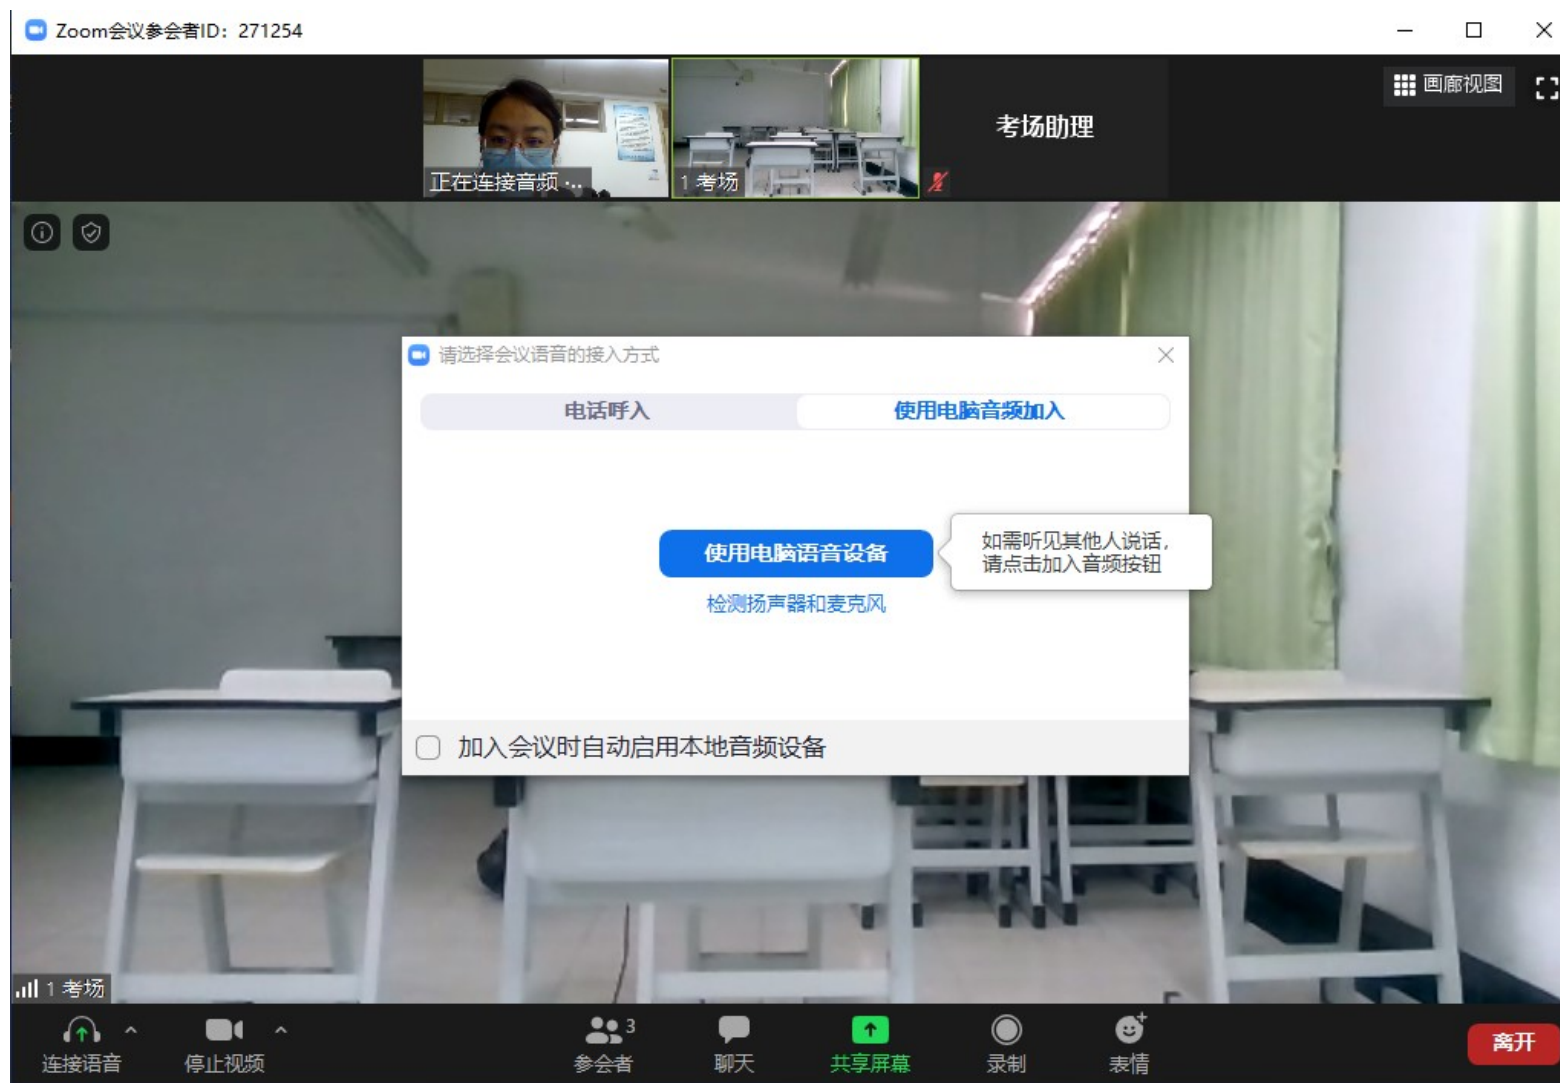 Zoom会议参会者ID：271254
画廊视图
正在连接音频 ...
1 考场
考场助理
请选择会议语音的接入方式
电话呼入
使用电脑音频加入
使用电脑语音设备
如需听见其他人说话，
请点击加入音频按钮
检测扬声器和麦克风
加入会议时自动启用本地音频设备
1 考场
连接语音
停止视频
3
参会者
聊天
共享屏幕
录制
表情
离开